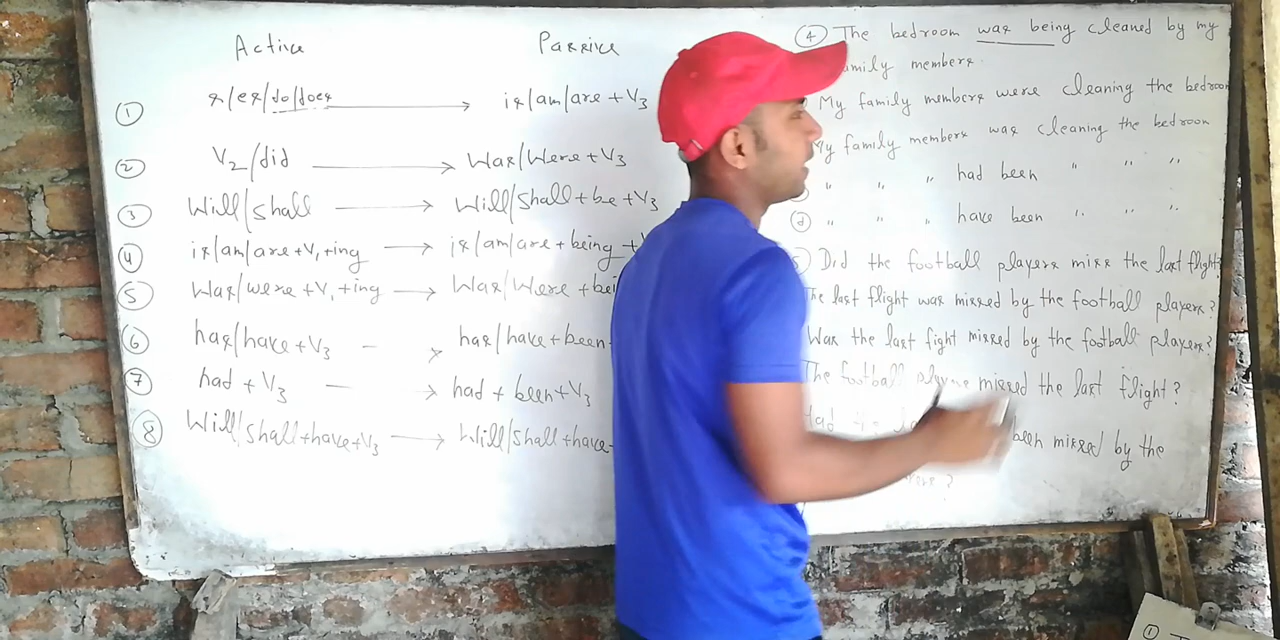 Active Passive
① s/es/do/does → is/am/are + V3
② V2/did → Was/Were + V3
③ Will/shall → Will/shall + be + V3
④ is/am/are + V1 + ing → is/am/are + being +
⑤ Was/were + V1 + ing → Was/Were + bei
⑥ has/have + V3 → has/have + been
⑦ had + V3 → had + been + V3
⑧ Will/shall + have + V3 → Will/shall + have
④ The bedroom was being cleaned by my
family members.
My family members were cleaning the bedroom
My family members was cleaning the bedroom
" " " had been " " "
(d) " " " have been " " "
Did the football players miss the last flight?
The last flight was missed by the football players?
Was the last fight missed by the football players?
The football players missed the last flight?
Had been missed by the
?
①